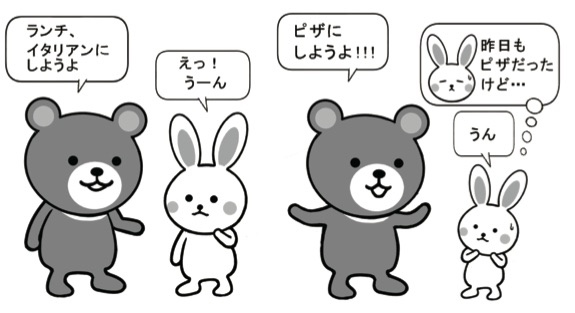 ランチ、
イタリアンに
しようよ
えっ！
うーん
ピザに
しようよ!!!
昨日も
ピザだった
けど…
うん